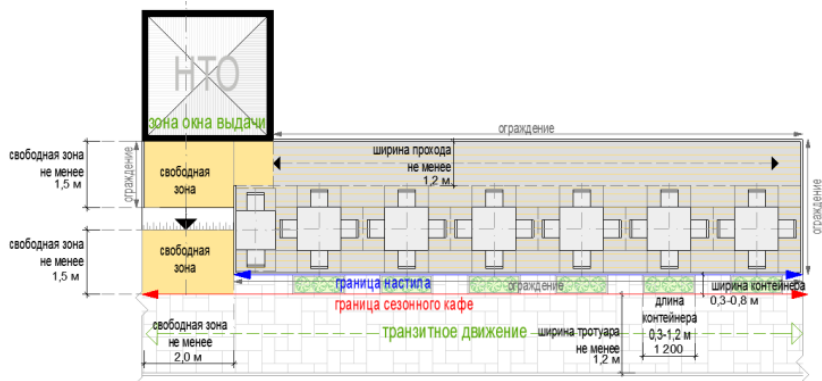 НТО
зона окна выдачи
ограждение
свободная зона
не менее
1,5 м
ограждение
свободная
зона
ширина прохода
не менее
1,2 м
ограждение
свободная зона
не менее
1,5 м
свободная
зона
граница настила
ограждение
ширина контейнера
0,3-0,8 м
граница сезонного кафе
свободная зона
не менее
2,0 м
транзитное движение
ширина тротуара
не менее
1,2 м
длина
контейнера
0,3-1,2 м
1 200